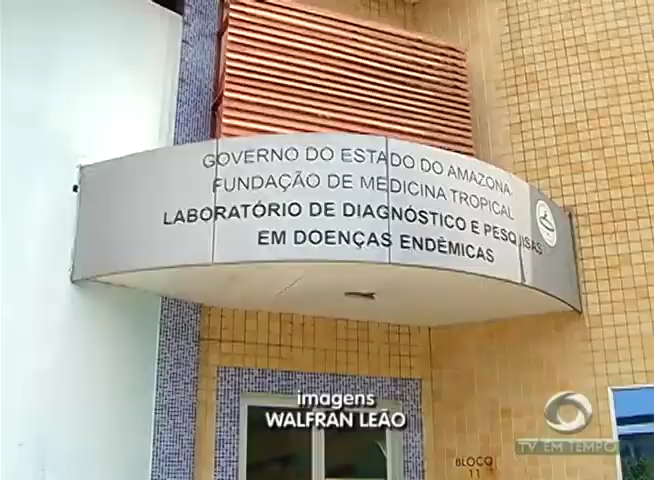 GOVERNO DO ESTADO DO AMAZONA
FUNDAÇÃO DE MEDICINA TROPICAL
LABORATÓRIO DE DIAGNÓSTICO E PESQUISAS
EM DOENÇAS ENDÊMICAS
imagens
WALFRAN LEÃO
TV EM TEMPO
BLOCO
11